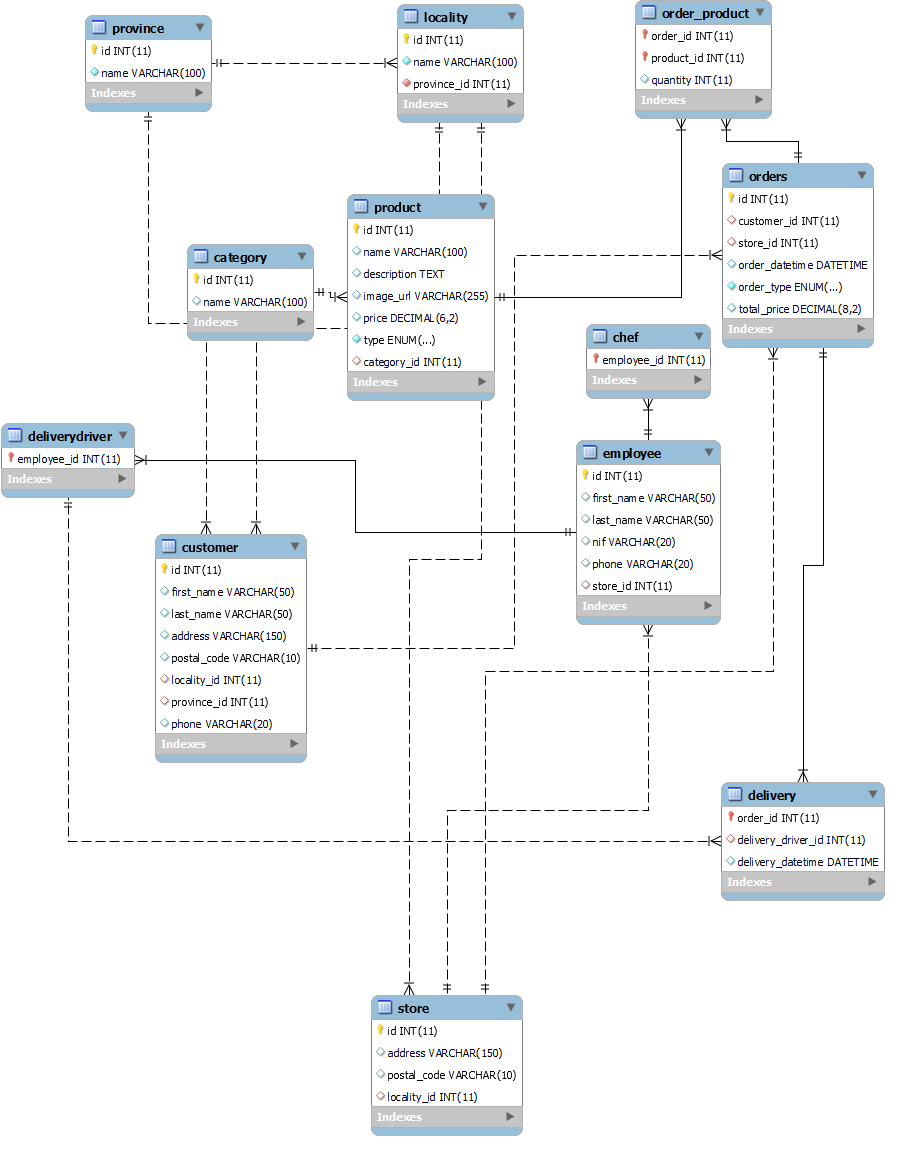 province
id INT(11)
name VARCHAR(100)
Indexes
locality
id INT(11)
name VARCHAR(100)
province_id INT(11)
Indexes
order_product
order_id INT(11)
product_id INT(11)
quantity INT(11)
Indexes
orders
id INT(11)
customer_id INT(11)
store_id INT(11)
order_datetime DATETIME
order_type ENUM(...)
total_price DECIMAL(8,2)
Indexes
product
id INT(11)
name VARCHAR(100)
description TEXT
image_url VARCHAR(255)
price DECIMAL(6,2)
type ENUM(...)
category_id INT(11)
Indexes
category
id INT(11)
name VARCHAR(100)
Indexes
chef
employee_id INT(11)
Indexes
deliverydriver
employee_id INT(11)
Indexes
employee
id INT(11)
first_name VARCHAR(50)
last_name VARCHAR(50)
nif VARCHAR(20)
phone VARCHAR(20)
store_id INT(11)
Indexes
customer
id INT(11)
first_name VARCHAR(50)
last_name VARCHAR(50)
address VARCHAR(150)
postal_code VARCHAR(10)
locality_id INT(11)
province_id INT(11)
phone VARCHAR(20)
Indexes
delivery
order_id INT(11)
delivery_driver_id INT(11)
delivery_datetime DATETIME
Indexes
store
id INT(11)
address VARCHAR(150)
postal_code VARCHAR(10)
locality_id INT(11)
Indexes